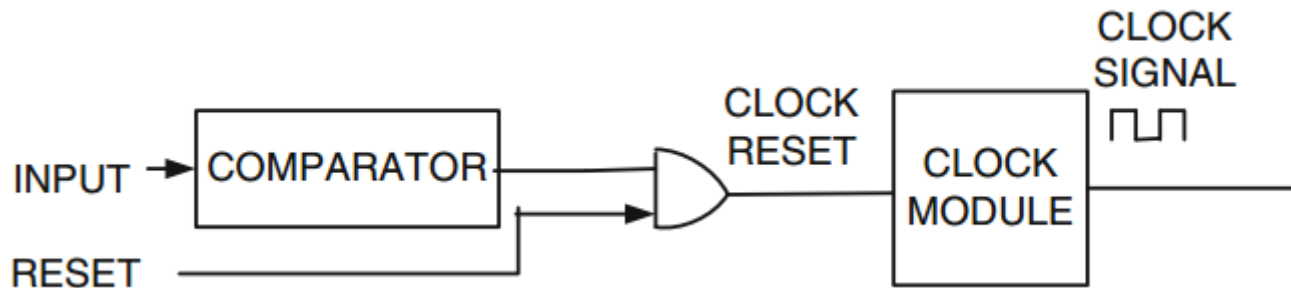 CLOCK
SIGNAL
CLOCK
RESET
INPUT
COMPARATOR
CLOCK
MODULE
RESET